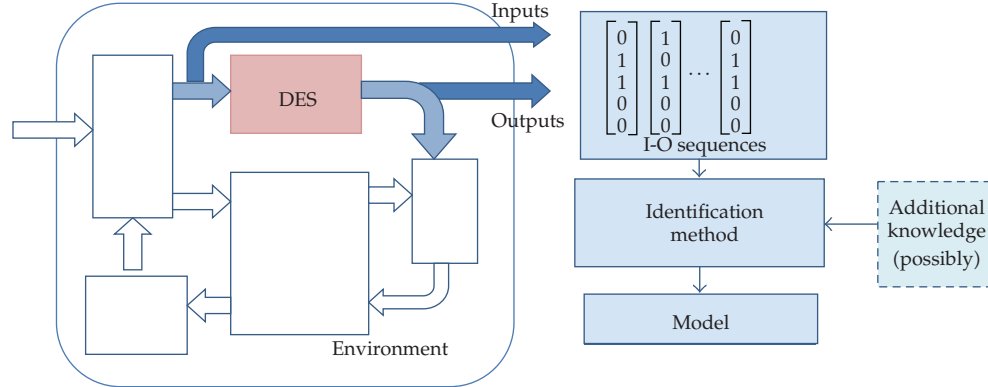 Inputs
DES
Outputs
Environment
0 1 0
1 0 1
1 1 ... 1
0 0 0
0 0 0
I-O sequences
Identification
method
Additional
knowledge
(possibly)
Model